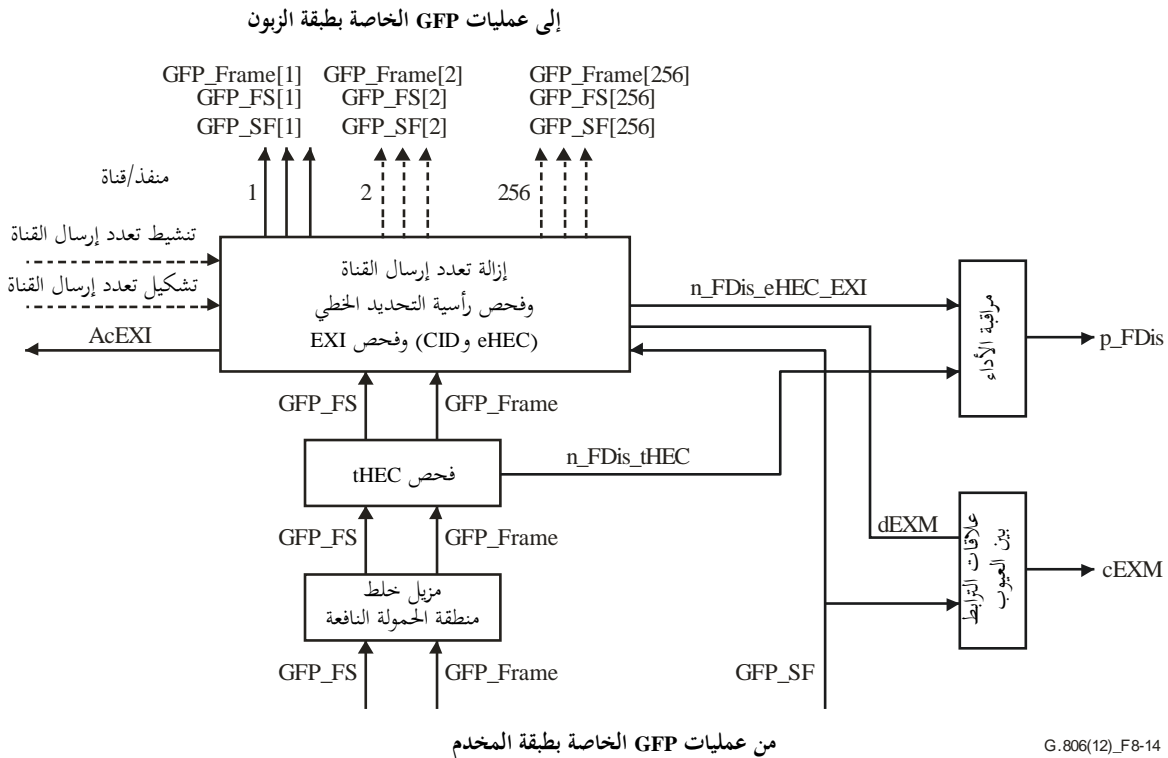 إلى عمليات GFP الخاصة بطبقة الزبون
GFP_Frame[1] GFP_Frame[2] GFP_Frame[256]
GFP_FS[1] GFP_FS[2] GFP_FS[256]
GFP_SF[1] GFP_SF[2] GFP_SF[256]
منفذ/قناة
1 2 256
تنشيط تعدد إرسال القناة
تشكيل تعدد إرسال القناة
AcEXI
إزالة تعدد إرسال القناة
وفحص رأسية التحديد الخطي
(eHEC و CID) وفحص EXI
n_FDis_eHEC_EXI
مراقبة الأداء
p_FDis
GFP_FS GFP_Frame
فحص tHEC
n_FDis_tHEC
GFP_FS GFP_Frame
dEXM
علاقات الترابط
بين العيوب
cEXM
مزيل خلط
منطقة الحمولة النافعة
GFP_FS GFP_Frame
GFP_SF
من عمليات GFP الخاصة بطبقة المخدم
G.806(12)_F8-14